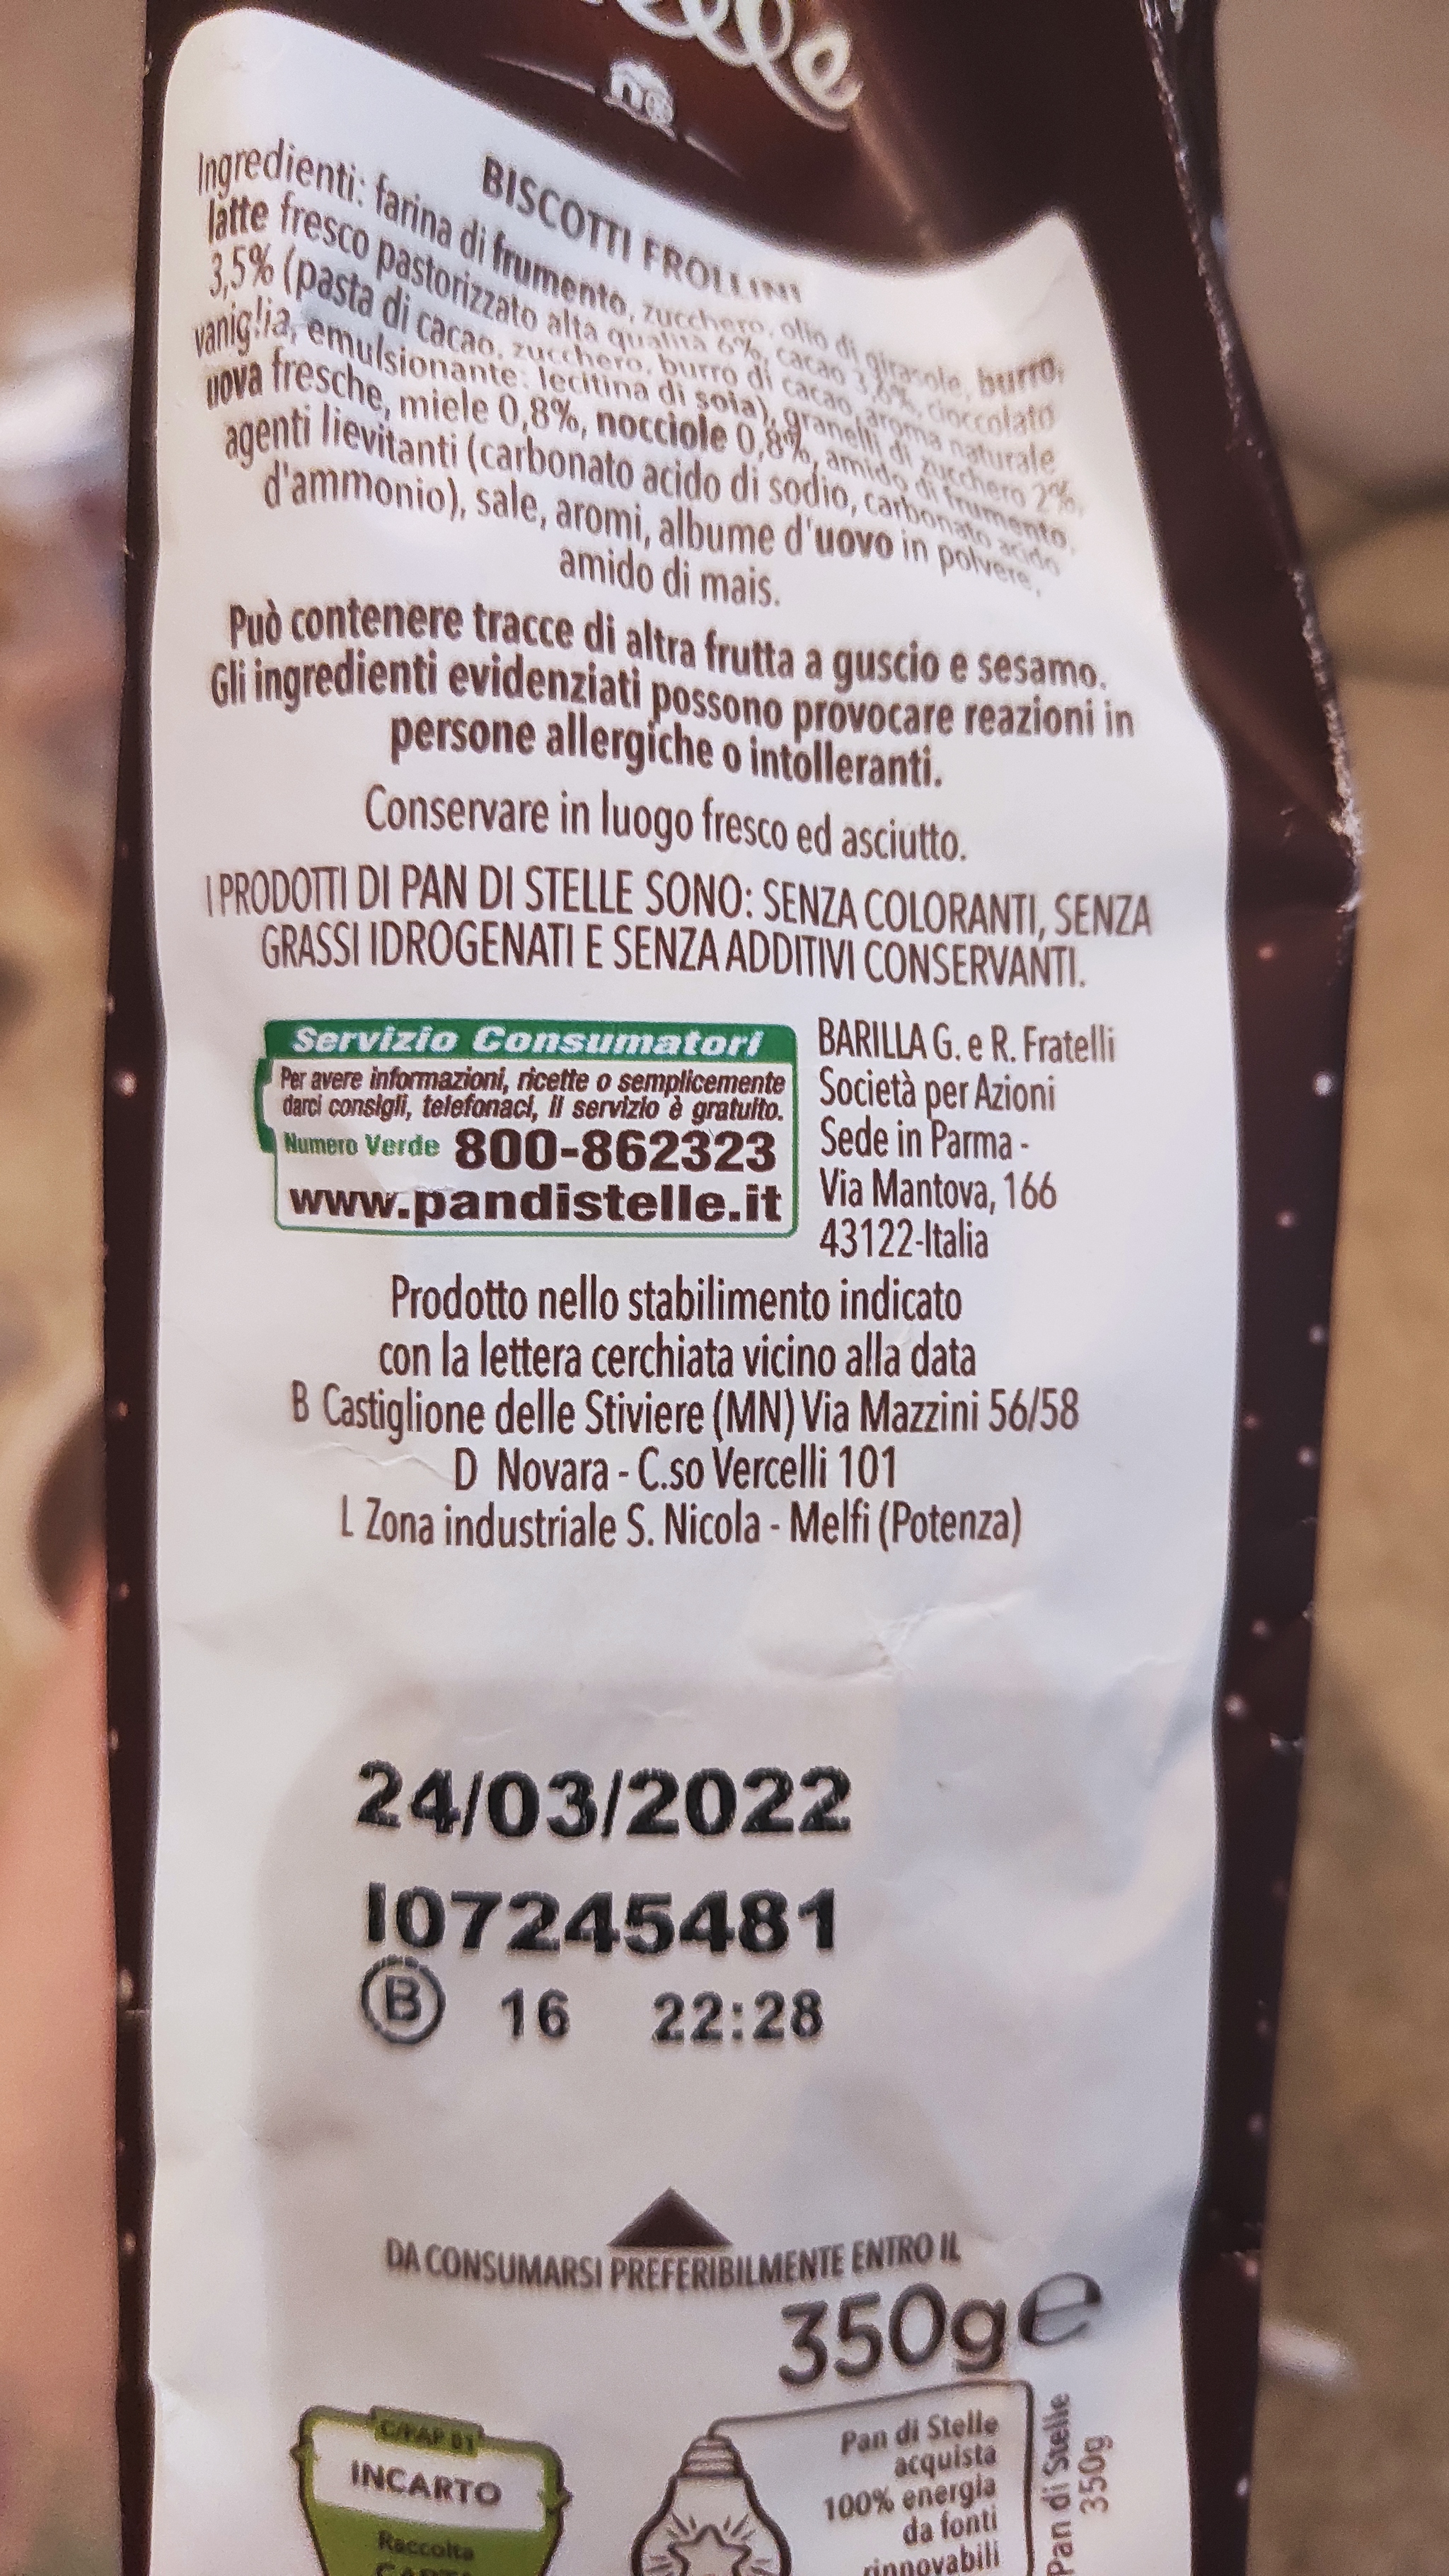 BISCOTTI FROLLINI
Ingredienti: farina di frumento, zucchero, olio di girasole, burro,
latte fresco pastorizzato alta qualità 6%, cacao 3,6%, cioccolato
3,5% (pasta di cacao, zucchero, burro di cacao, aroma naturale
vaniglia, emulsionante: lecitina di soia), granelli di zucchero 2%,
uova fresche, miele 0,8%, nocciole 0,8%, amido di frumento,
agenti lievitanti (carbonato acido di sodio, carbonato acido
d'ammonio), sale, aromi, albume d'uovo in polvere,
amido di mais.
Può contenere tracce di altra frutta a guscio e sesamo.
Gli ingredienti evidenziati possono provocare reazioni in
persone allergiche o intolleranti.
Conservare in luogo fresco ed asciutto.
I PRODOTTI DI PAN DI STELLE SONO: SENZA COLORANTI, SENZA
GRASSI IDROGENATI E SENZA ADDITIVI CONSERVANTI.
Servizio Consumatori
Per avere informazioni, ricette o semplicemente
darci consigli, telefonaci, il servizio è gratuito.
Numero Verde 800-862323
www.pandistelle.it
BARILLA G. e R. Fratelli
Società per Azioni
Sede in Parma -
Via Mantova, 166
43122-Italia
Prodotto nello stabilimento indicato
con la lettera cerchiata vicino alla data
B Castiglione delle Stiviere (MN) Via Mazzini 56/58
D Novara - C.so Vercelli 101
L Zona industriale S. Nicola - Melfi (Potenza)
24/03/2022
107245481
B 16 22:28
DA CONSUMARSI PREFERIBILMENTE ENTRO IL
350g e
C/PAP 81
INCARTO
Raccolta
CARTA
Pan di Stelle
acquista
100% energia
da fonti
rinnovabili
Pan di Stelle
350g